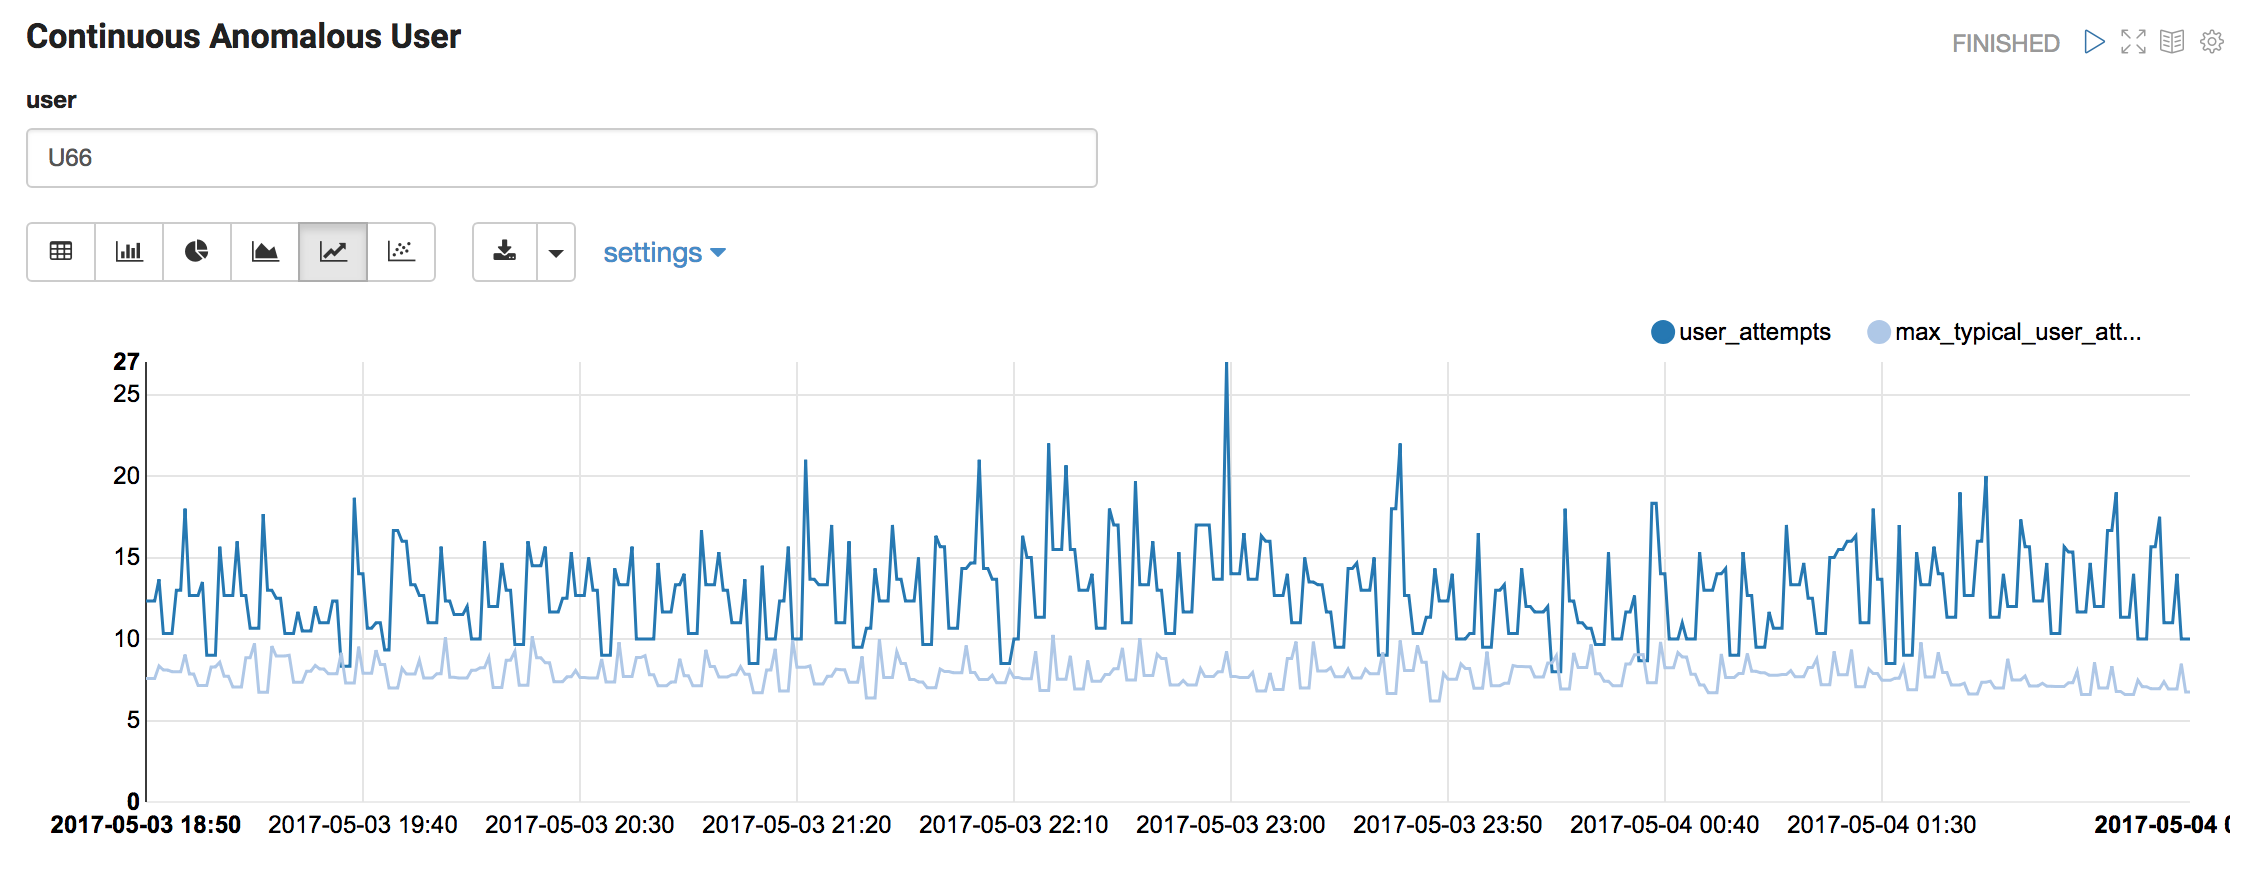 Continuous Anomalous User
FINISHED
user
U66
settings
user_attempts
max_typical_user_att...
27
25
20
15
10
5
0
2017-05-03 18:50
2017-05-03 19:40
2017-05-03 20:30
2017-05-03 21:20
2017-05-03 22:10
2017-05-03 23:00
2017-05-03 23:50
2017-05-04 00:40
2017-05-04 01:30
2017-05-04